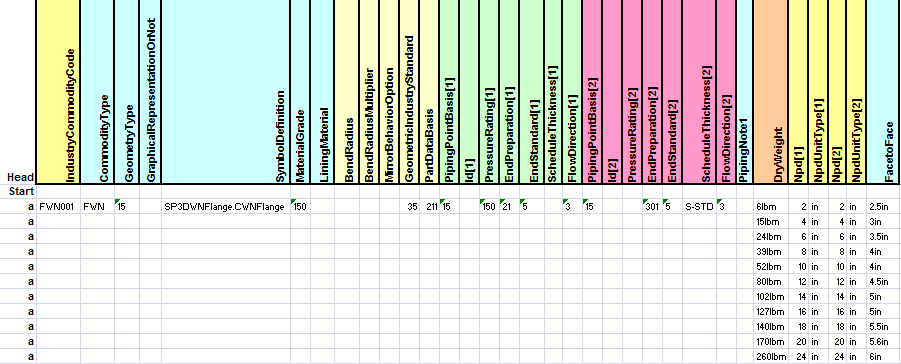 Head IndustryCommodityCode CommodityType GeometryType GraphicalRepresentationOrNot SymbolDefinition MaterialGrade LiningMaterial BendRadius BendRadiusMultiplier MirrorBehaviorOption GeometricIndustryStandard PartDataBasis PipingPointBasis[1] Id[1] PressureRating[1] EndPreparation[1] EndStandard[1] ScheduleThickness[1] FlowDirection[1] PipingPointBasis[2] Id[2] PressureRating[2] EndPreparation[2] EndStandard[2] ScheduleThickness[2] FlowDirection[2] PipingNote1 DryWeight Npd[1] NpdUnitType[1] Npd[2] NpdUnitType[2] FacetoFace
Start
a FWN001 FWN 15 SP3DWNFlange.CWNFlange 150 35 211 15 150 21 5 3 15 301 5 S-STD 3 6lbm 2 in 2 in 2.5in
a 15lbm 4 in 4 in 3in
a 24lbm 6 in 6 in 3.5in
a 39lbm 8 in 8 in 4in
a 52lbm 10 in 10 in 4in
a 80lbm 12 in 12 in 4.5in
a 102lbm 14 in 14 in 5in
a 127lbm 16 in 16 in 5in
a 140lbm 18 in 18 in 5.5in
a 170lbm 20 in 20 in 5.6in
a 260lbm 24 in 24 in 6in